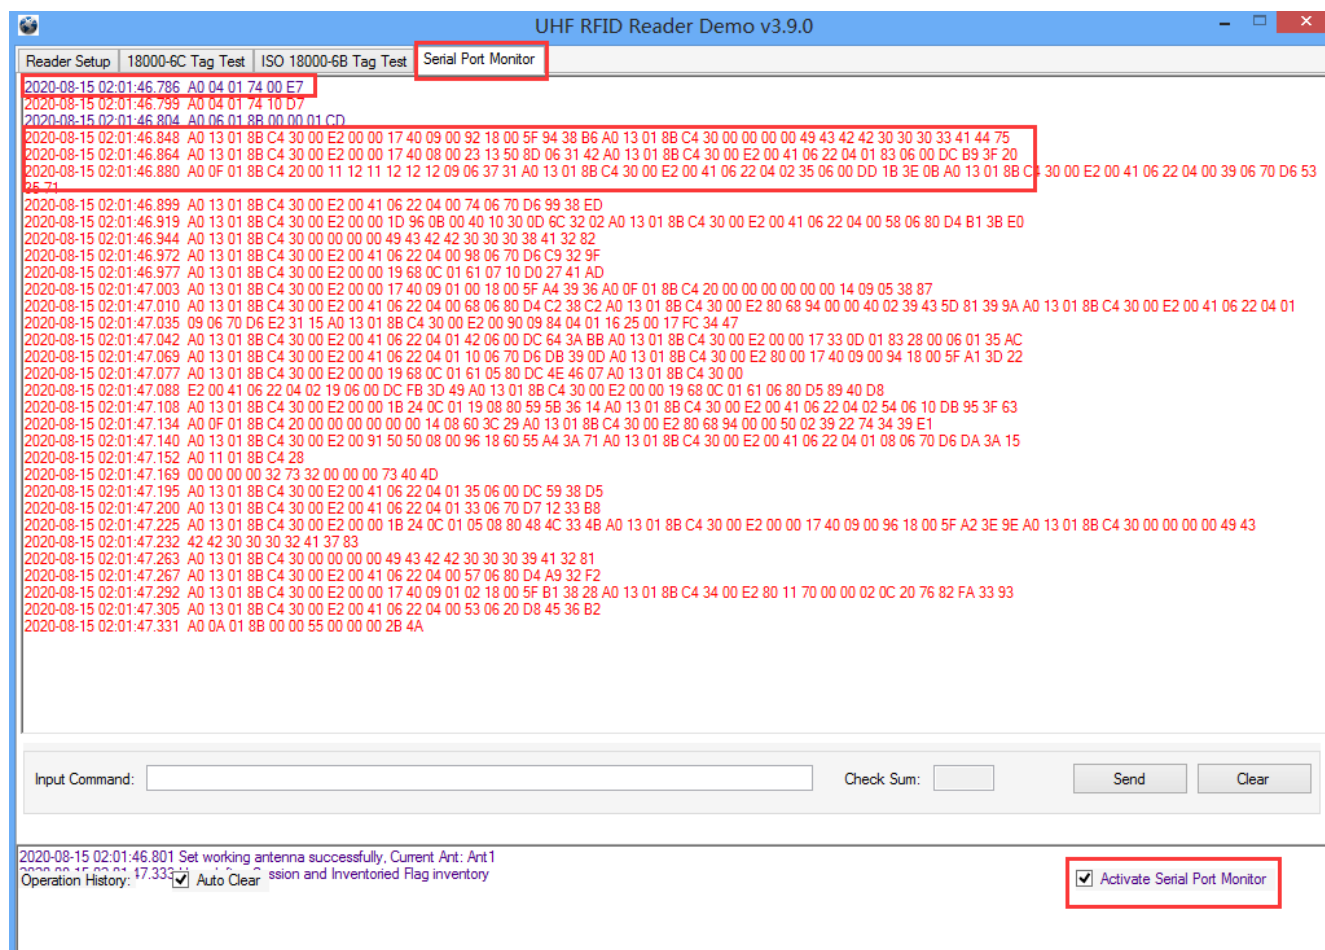 UHF RFID Reader Demo v3.9.0
Reader Setup 18000-6C Tag Test ISO 18000-6B Tag Test Serial Port Monitor
2020-08-15 02:01:46.786 A0 04 01 74 00 E7
2020-08-15 02:01:46.799 A0 04 01 74 10 D7
2020-08-15 02:01:46.804 A0 06 01 8B 00 00 01 CD
2020-08-15 02:01:46.848 A0 13 01 8B C4 30 00 E2 00 00 17 40 09 00 92 18 00 5F 94 38 B6 A0 13 01 8B C4 30 00 00 00 00 00 49 43 42 42 30 30 30 33 41 44 75
2020-08-15 02:01:46.864 A0 13 01 8B C4 30 00 E2 00 00 17 40 08 00 23 13 50 8D 06 31 42 A0 13 01 8B C4 30 00 E2 00 41 06 22 04 01 83 06 00 DC B9 3F 20
2020-08-15 02:01:46.880 A0 0F 01 8B C4 20 00 11 12 11 12 12 12 09 06 37 31 A0 13 01 8B C4 30 00 E2 00 41 06 22 04 02 35 06 00 DD 1B 3E 0B A0 13 01 8B C4 30 00 E2 00 41 06 22 04 00 39 06 70 D6 53
35 71
2020-08-15 02:01:46.899 A0 13 01 8B C4 30 00 E2 00 41 06 22 04 00 74 06 70 D6 99 38 ED
2020-08-15 02:01:46.919 A0 13 01 8B C4 30 00 E2 00 00 1D 96 0B 00 40 10 30 0D 6C 32 02 A0 13 01 8B C4 30 00 E2 00 41 06 22 04 00 58 06 80 D4 B1 3B E0
2020-08-15 02:01:46.944 A0 13 01 8B C4 30 00 00 00 00 49 43 42 42 30 30 30 38 41 32 82
2020-08-15 02:01:46.972 A0 13 01 8B C4 30 00 E2 00 41 06 22 04 00 98 06 70 D6 C9 32 9F
2020-08-15 02:01:46.977 A0 13 01 8B C4 30 00 E2 00 00 19 68 0C 01 61 07 10 D0 27 41 AD
2020-08-15 02:01:47.003 A0 13 01 8B C4 30 00 E2 00 00 17 40 09 01 00 18 00 5F A4 39 36 A0 0F 01 8B C4 20 00 00 00 00 00 00 14 09 05 38 87
2020-08-15 02:01:47.010 A0 13 01 8B C4 30 00 E2 00 41 06 22 04 00 68 06 80 D4 C2 38 C2 A0 13 01 8B C4 30 00 E2 80 68 94 00 00 40 02 39 43 5D 81 39 9A A0 13 01 8B C4 30 00 E2 00 41 06 22 04 01
2020-08-15 02:01:47.035 09 06 70 D6 E2 31 15 A0 13 01 8B C4 30 00 E2 00 90 09 84 04 01 16 25 00 17 FC 34 47
2020-08-15 02:01:47.042 A0 13 01 8B C4 30 00 E2 00 41 06 22 04 01 42 06 00 DC 64 3A BB A0 13 01 8B C4 30 00 E2 00 00 17 33 0D 01 83 28 00 06 01 35 AC
2020-08-15 02:01:47.069 A0 13 01 8B C4 30 00 E2 00 41 06 22 04 01 10 06 70 D6 DB 39 0D A0 13 01 8B C4 30 00 E2 80 00 17 40 09 00 94 18 00 5F A1 3D 22
2020-08-15 02:01:47.077 A0 13 01 8B C4 30 00 E2 00 00 19 68 0C 01 61 05 80 DC 4E 46 07 A0 13 01 8B C4 30 00
2020-08-15 02:01:47.088 E2 00 41 06 22 04 02 19 06 00 DC FB 3D 49 A0 13 01 8B C4 30 00 E2 00 00 19 68 0C 01 61 06 80 D5 89 40 D8
2020-08-15 02:01:47.108 A0 13 01 8B C4 30 00 E2 00 00 1B 24 0C 01 19 08 80 59 5B 36 14 A0 13 01 8B C4 30 00 E2 00 41 06 22 04 02 54 06 10 DB 95 3F 63
2020-08-15 02:01:47.134 A0 0F 01 8B C4 20 00 00 00 00 00 00 14 08 60 3C 29 A0 13 01 8B C4 30 00 E2 80 68 94 00 00 50 02 39 22 74 34 39 E1
2020-08-15 02:01:47.140 A0 13 01 8B C4 30 00 E2 00 91 50 50 08 00 96 18 60 55 A4 3A 71 A0 13 01 8B C4 30 00 E2 00 41 06 22 04 01 08 06 70 D6 DA 3A 15
2020-08-15 02:01:47.152 A0 11 01 8B C4 28
2020-08-15 02:01:47.169 00 00 00 00 32 73 32 00 00 00 73 40 4D
2020-08-15 02:01:47.195 A0 13 01 8B C4 30 00 E2 00 41 06 22 04 01 35 06 00 DC 59 38 D5
2020-08-15 02:01:47.200 A0 13 01 8B C4 30 00 E2 00 41 06 22 04 01 33 06 70 D7 12 33 B8
2020-08-15 02:01:47.225 A0 13 01 8B C4 30 00 E2 00 00 1B 24 0C 01 05 08 80 48 4C 33 4B A0 13 01 8B C4 30 00 E2 00 00 17 40 09 00 96 18 00 5F A2 3E 9E A0 13 01 8B C4 30 00 00 00 00 49 43
2020-08-15 02:01:47.232 42 42 30 30 30 32 41 37 83
2020-08-15 02:01:47.263 A0 13 01 8B C4 30 00 00 00 00 49 43 42 42 30 30 30 39 41 32 81
2020-08-15 02:01:47.267 A0 13 01 8B C4 30 00 E2 00 41 06 22 04 00 57 06 80 D4 A9 32 F2
2020-08-15 02:01:47.292 A0 13 01 8B C4 30 00 E2 00 00 17 40 09 01 02 18 00 5F B1 38 28 A0 13 01 8B C4 34 00 E2 80 11 70 00 00 02 0C 20 76 82 FA 33 93
2020-08-15 02:01:47.305 A0 13 01 8B C4 30 00 E2 00 41 06 22 04 00 53 06 20 D8 45 36 B2
2020-08-15 02:01:47.331 A0 0A 01 8B 00 00 55 00 00 00 2B 4A
Input Command: Check Sum: Send Clear
2020-08-15 02:01:46.801 Set working antenna successfully, Current Ant: Ant1
47.333 ssion and Inventoried Flag inventory
Operation History: Auto Clear Activate Serial Port Monitor